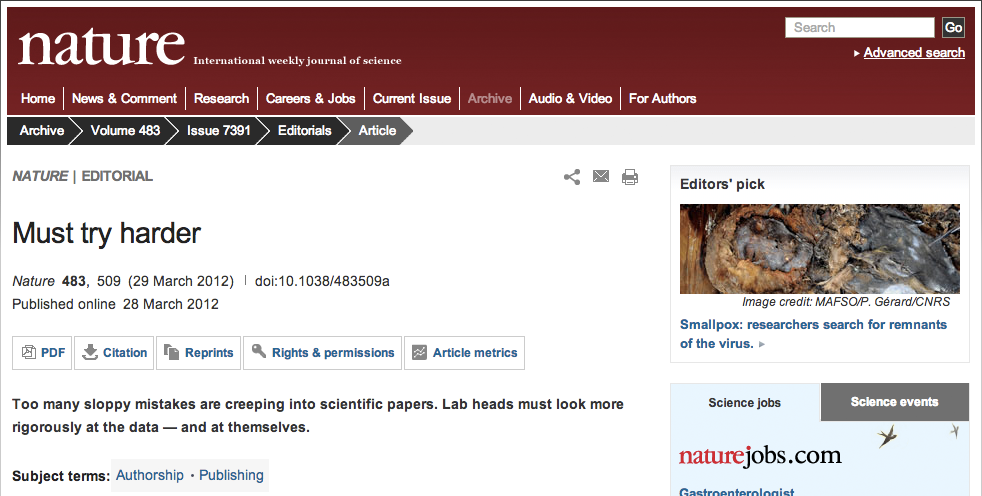 nature International weekly journal of science
Search Go
Advanced search
Home News & Comment Research Careers & Jobs Current Issue Archive Audio & Video For Authors
Archive Volume 483 Issue 7391 Editorials Article
NATURE | EDITORIAL
Must try harder
Nature 483, 509 (29 March 2012) | doi:10.1038/483509a
Published online 28 March 2012
PDF Citation Reprints Rights & permissions Article metrics
Too many sloppy mistakes are creeping into scientific papers. Lab heads must look more
rigorously at the data — and at themselves.
Subject terms: Authorship • Publishing
Editors' pick
Image credit: MAFSO/P. Gérard/CNRS
Smallpox: researchers search for remnants
of the virus.
Science jobs Science events
naturejobs.com
Gastroenterologist